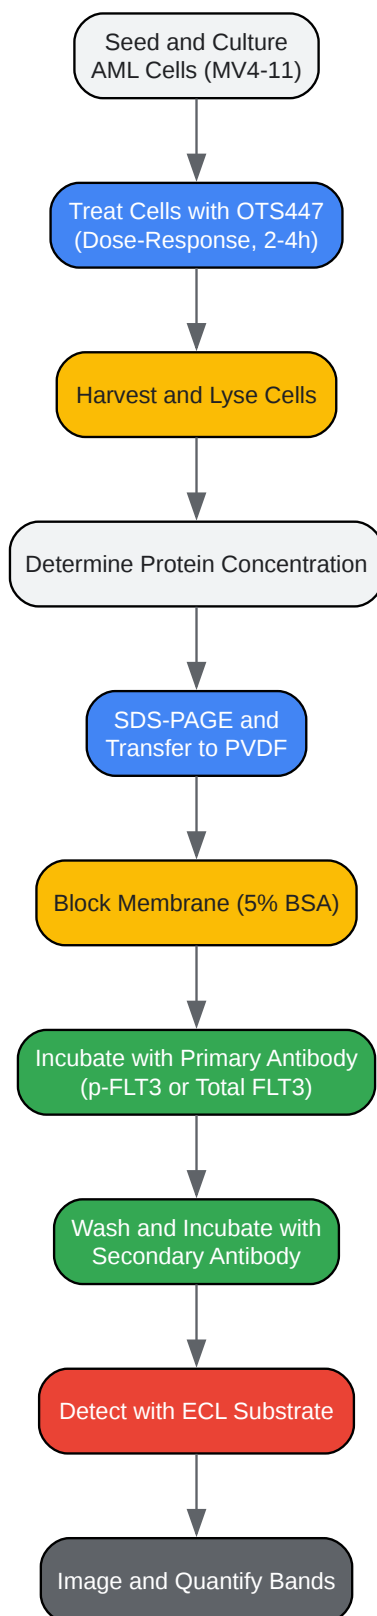 Seed and Culture
AML Cells (MV4-11)
Treat Cells with OTS447
(Dose-Response, 2-4h)
Harvest and Lyse Cells
Determine Protein Concentration
SDS-PAGE and
Transfer to PVDF
Block Membrane (5% BSA)
Incubate with Primary Antibody
(p-FLT3 or Total FLT3)
Wash and Incubate with
Secondary Antibody
Detect with ECL Substrate
Image and Quantify Bands